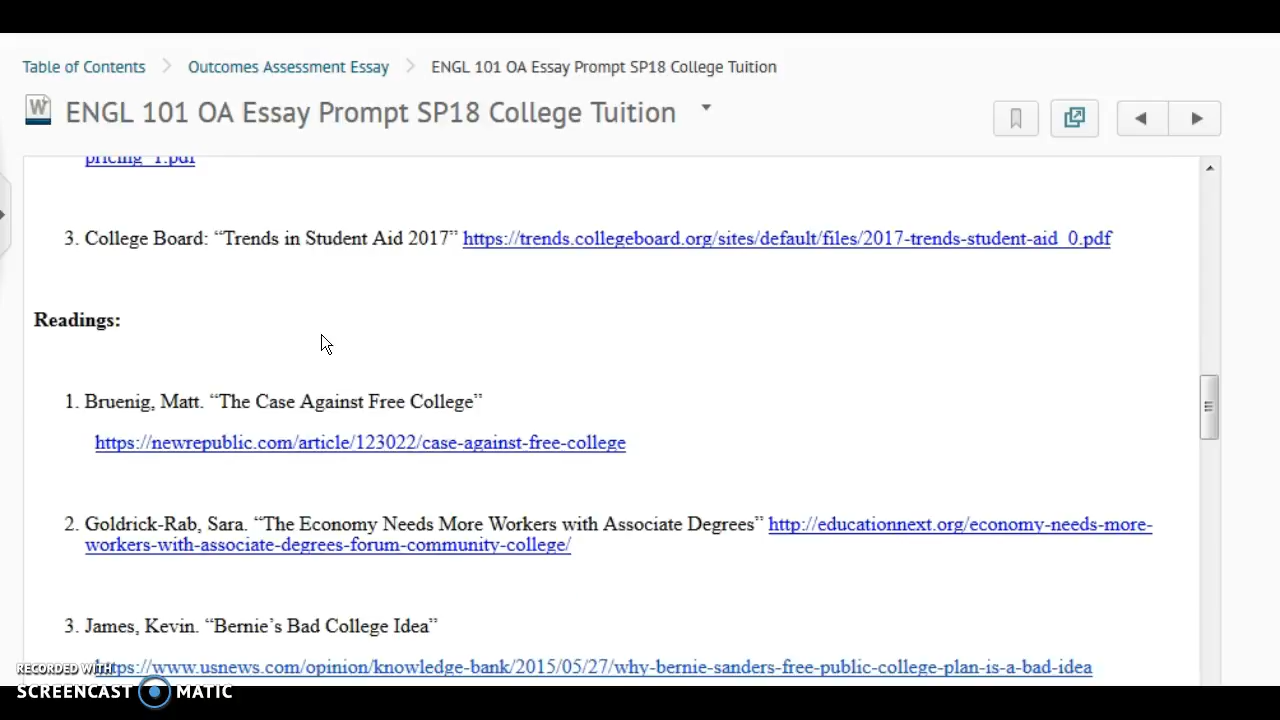 Table of Contents > Outcomes Assessment Essay > ENGL 101 OA Essay Prompt SP18 College Tuition
ENGL 101 OA Essay Prompt SP18 College Tuition
pricing_1.pdf
3. College Board: “Trends in Student Aid 2017” https://trends.collegeboard.org/sites/default/files/2017-trends-student-aid_0.pdf
Readings:
1. Bruenig, Matt. “The Case Against Free College”
https://newrepublic.com/article/123022/case-against-free-college
2. Goldrick-Rab, Sara. “The Economy Needs More Workers with Associate Degrees” http://educationnext.org/economy-needs-more-
workers-with-associate-degrees-forum-community-college/
3. James, Kevin. “Bernie’s Bad College Idea”
https://www.usnews.com/opinion/knowledge-bank/2015/05/27/why-bernie-sanders-free-public-college-plan-is-a-bad-idea
RECORDED WITH
SCREENCAST MATIC